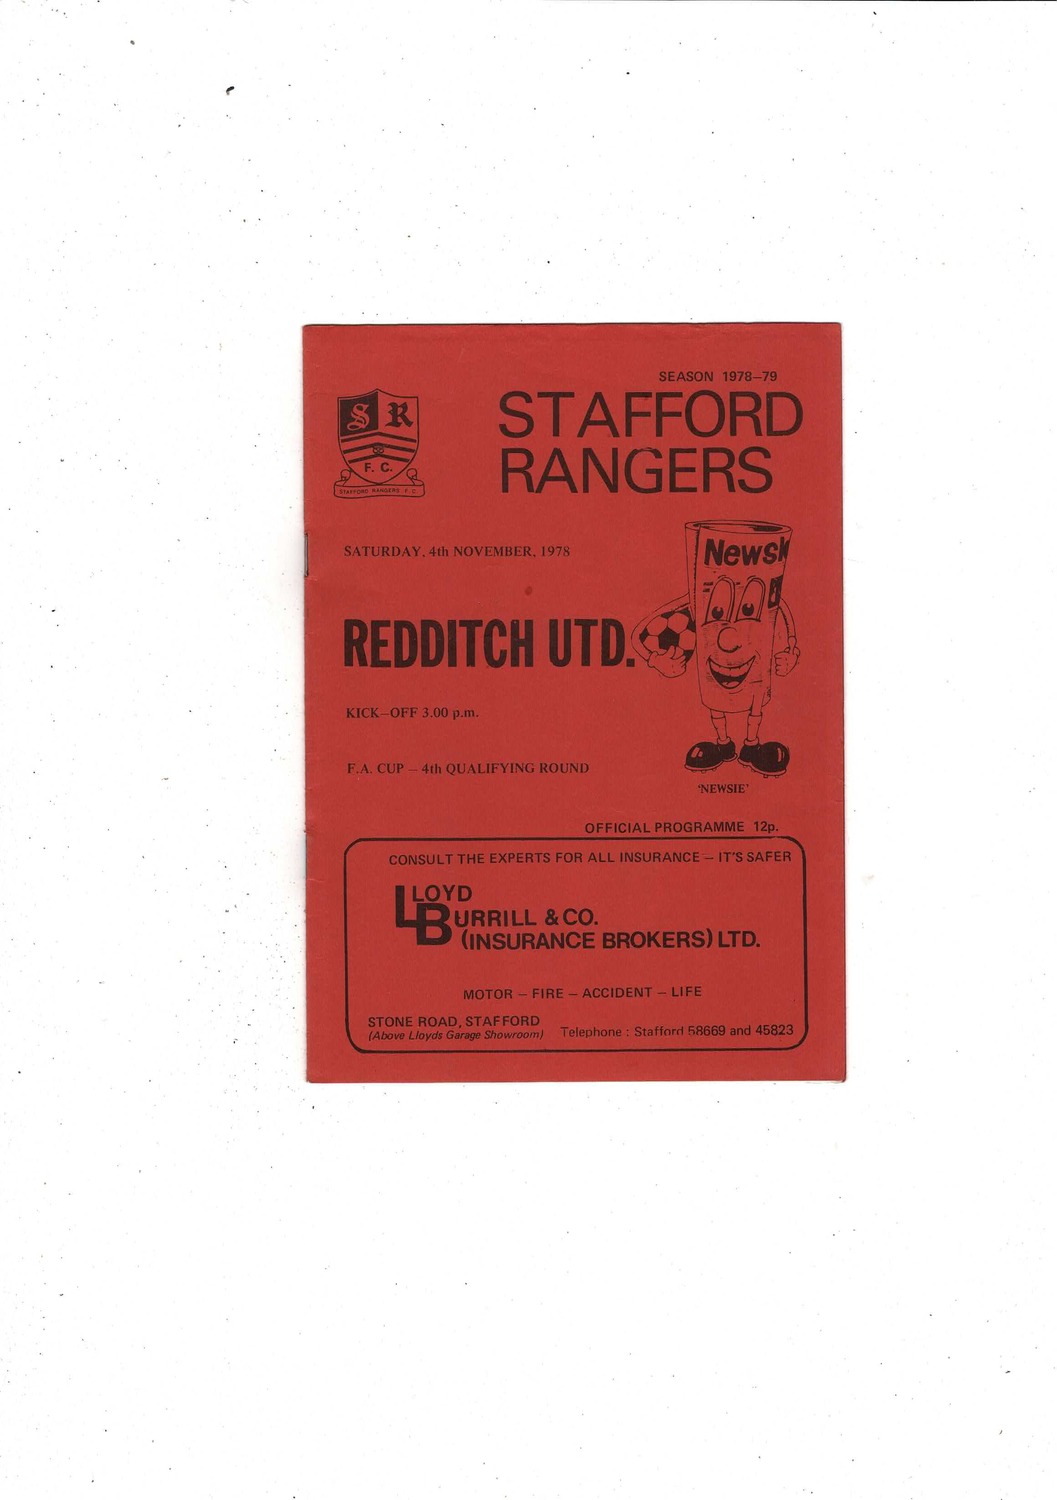 SEASON 1978–79
STAFFORD
RANGERS
S R
F. C.
STAFFORD RANGERS F.C.
SATURDAY, 4th NOVEMBER, 1978
Newsk
REDDITCH UTD.
KICK–OFF 3.00 p.m.
F.A. CUP – 4th QUALIFYING ROUND
'NEWSIE'
OFFICIAL PROGRAMME 12p.
CONSULT THE EXPERTS FOR ALL INSURANCE – IT'S SAFER
LLOYD
BURRILL & CO.
(INSURANCE BROKERS) LTD.
MOTOR – FIRE – ACCIDENT – LIFE
STONE ROAD, STAFFORD
(Above Lloyds Garage Showroom)
Telephone : Stafford 58669 and 45823